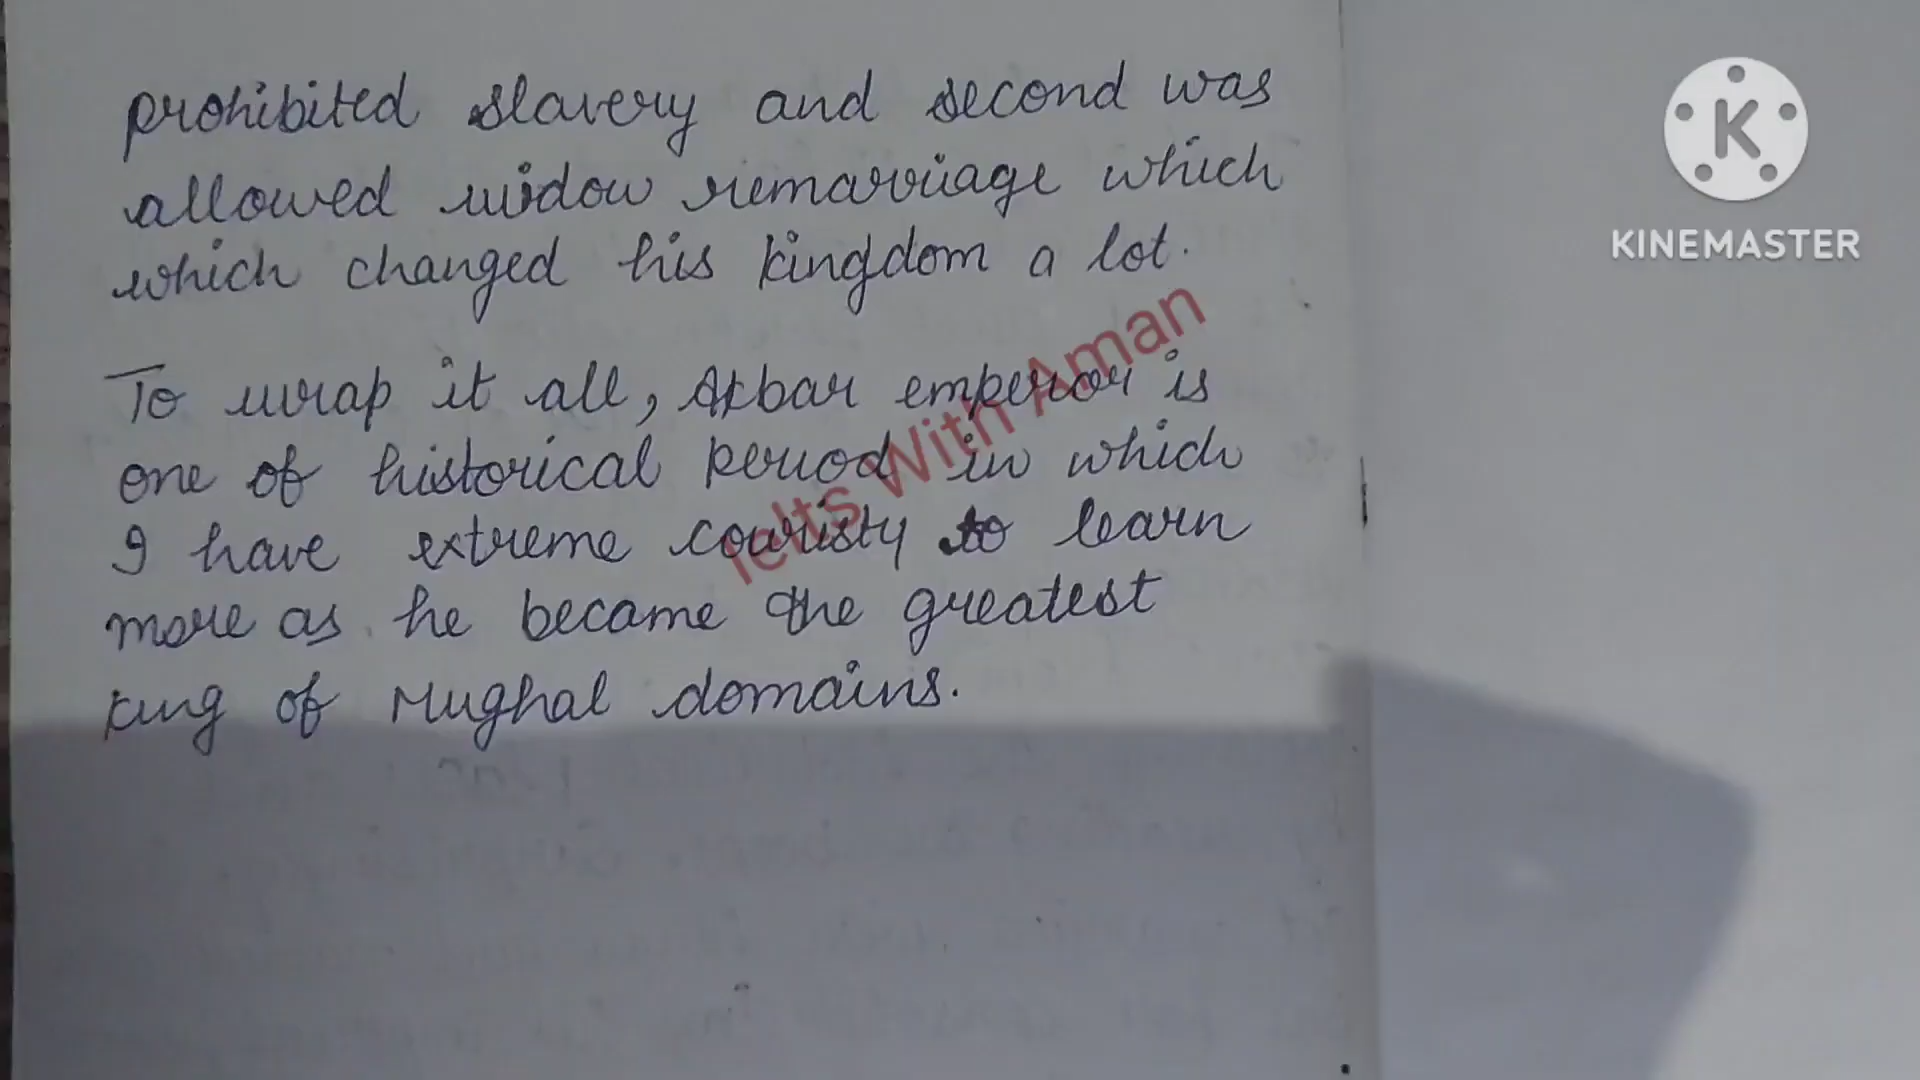 prohibited slavery and second was
allowed widow remarriage which
which changed his kingdom a lot.
To wrap it all, Akbar emperor is
one of historical period in which
I have extreme couristy to learn
more as he became the greatest
king of Mughal domains.
Ielts With Aman
K
KINEMASTER